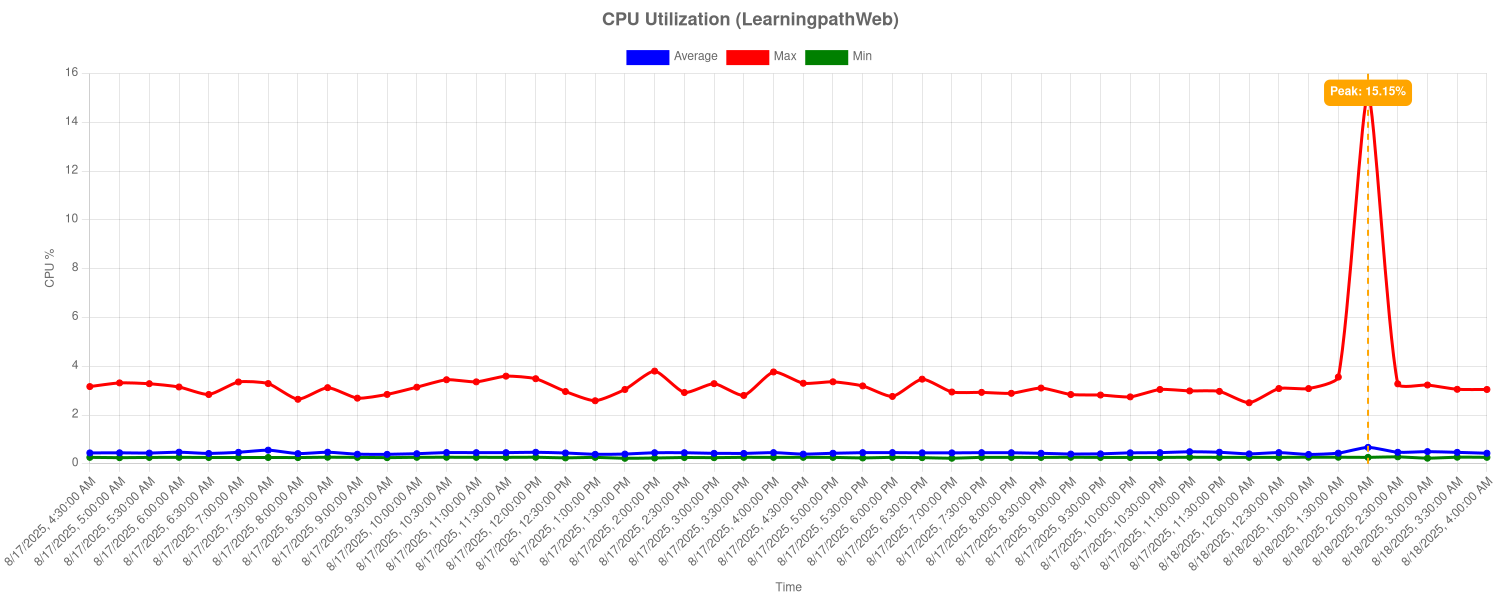 CPU Utilization (LearningpathWeb)
Average Max Min
Peak: 15.15%
16
14
12
10
8
6
4
2
0
CPU %
8/17/2025, 4:30:00 AM
8/17/2025, 5:00:00 AM
8/17/2025, 5:30:00 AM
8/17/2025, 6:00:00 AM
8/17/2025, 6:30:00 AM
8/17/2025, 7:00:00 AM
8/17/2025, 7:30:00 AM
8/17/2025, 8:00:00 AM
8/17/2025, 8:30:00 AM
8/17/2025, 9:00:00 AM
8/17/2025, 9:30:00 AM
8/17/2025, 10:00:00 AM
8/17/2025, 10:30:00 AM
8/17/2025, 11:00:00 AM
8/17/2025, 11:30:00 AM
8/17/2025, 12:00:00 PM
8/17/2025, 12:30:00 PM
8/17/2025, 1:00:00 PM
8/17/2025, 1:30:00 PM
8/17/2025, 2:00:00 PM
8/17/2025, 2:30:00 PM
8/17/2025, 3:00:00 PM
8/17/2025, 3:30:00 PM
8/17/2025, 4:00:00 PM
8/17/2025, 4:30:00 PM
8/17/2025, 5:00:00 PM
8/17/2025, 5:30:00 PM
8/17/2025, 6:00:00 PM
8/17/2025, 6:30:00 PM
8/17/2025, 7:00:00 PM
8/17/2025, 7:30:00 PM
8/17/2025, 8:00:00 PM
8/17/2025, 8:30:00 PM
8/17/2025, 9:00:00 PM
8/17/2025, 9:30:00 PM
8/17/2025, 10:00:00 PM
8/17/2025, 10:30:00 PM
8/17/2025, 11:00:00 PM
8/17/2025, 11:30:00 PM
8/18/2025, 12:00:00 AM
8/18/2025, 12:30:00 AM
8/18/2025, 1:00:00 AM
8/18/2025, 1:30:00 AM
8/18/2025, 2:00:00 AM
8/18/2025, 2:30:00 AM
8/18/2025, 3:00:00 AM
8/18/2025, 3:30:00 AM
8/18/2025, 4:00:00 AM
Time